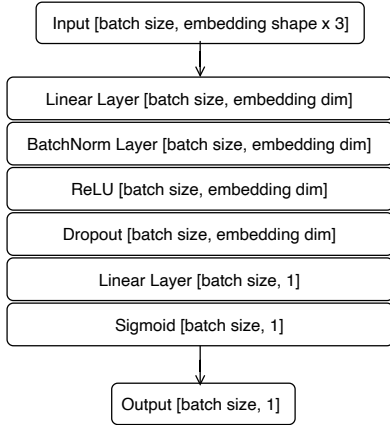 Input [batch size, embedding shape x 3]
Linear Layer [batch size, embedding dim]
BatchNorm Layer [batch size, embedding dim]
ReLU [batch size, embedding dim]
Dropout [batch size, embedding dim]
Linear Layer [batch size, 1]
Sigmoid [batch size, 1]
Output [batch size, 1]